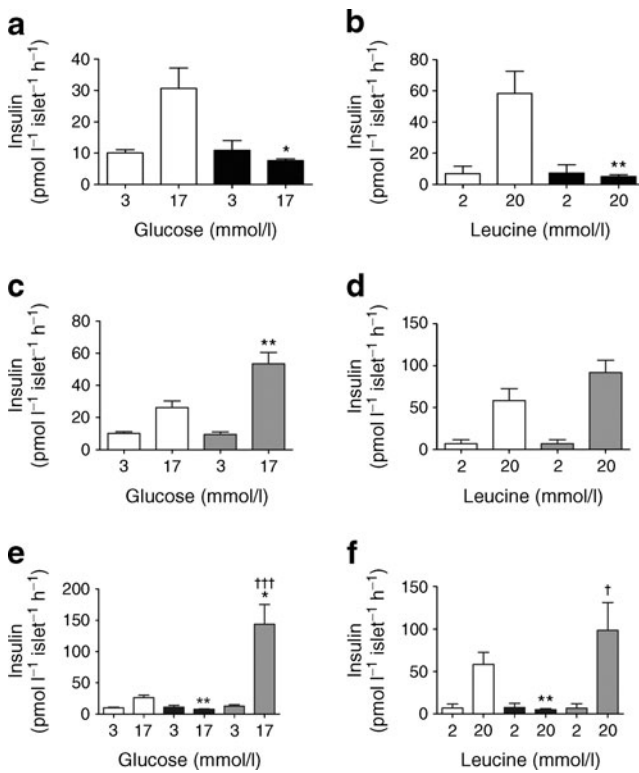 a
Insulin
(pmol l⁻¹ islet⁻¹ h⁻¹)
40
30
20
10
0
*
3 17 3 17
Glucose (mmol/l)
b
Insulin
(pmol l⁻¹ islet⁻¹ h⁻¹)
80
60
40
20
0
**
2 20 2 20
Leucine (mmol/l)
c
Insulin
(pmol l⁻¹ islet⁻¹ h⁻¹)
80
60
40
20
0
**
3 17 3 17
Glucose (mmol/l)
d
Insulin
(pmol l⁻¹ islet⁻¹ h⁻¹)
150
100
50
0
2 20 2 20
Leucine (mmol/l)
e
Insulin
(pmol l⁻¹ islet⁻¹ h⁻¹)
200
150
100
50
0
**
†††
*
3 17 3 17 3 17
Glucose (mmol/l)
f
Insulin
(pmol l⁻¹ islet⁻¹ h⁻¹)
150
100
50
0
**
†
2 20 2 20 2 20
Leucine (mmol/l)